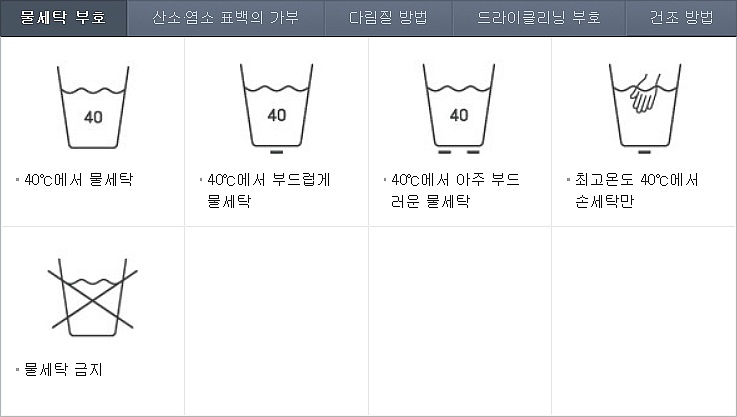 물세탁 부호
산소·염소 표백의 가부
다림질 방법
드라이클리닝 부호
건조 방법
40
40
40
· 40℃에서 물세탁
· 40℃에서 부드럽게
물세탁
· 40℃에서 아주 부드
러운 물세탁
· 최고온도 40℃에서
손세탁만
· 물세탁 금지